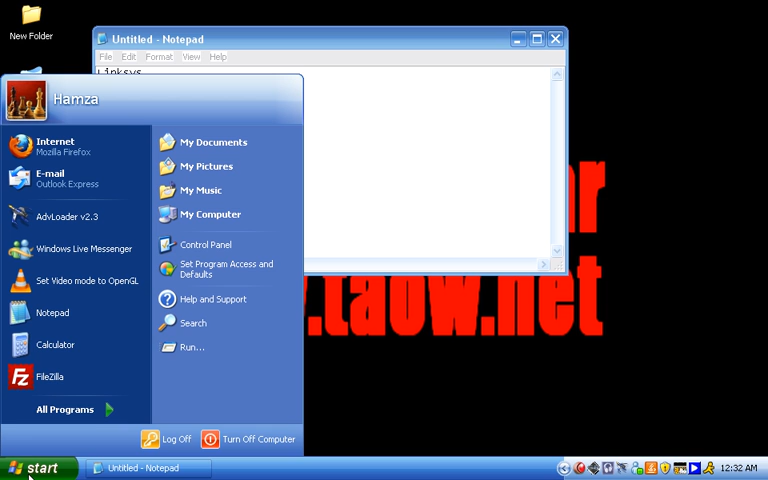 New Folder
Untitled - Notepad
File Edit Format View Help
Linksys
Hamza
Internet
Mozilla Firefox
E-mail
Outlook Express
AdvLoader v2.3
Windows Live Messenger
Set Video mode to OpenGL
Notepad
Calculator
FileZilla
All Programs
My Documents
My Pictures
My Music
My Computer
Control Panel
Set Program Access and
Defaults
Help and Support
Search
Run...
Log Off
Turn Off Computer
.taow.net
start
Untitled - Notepad
12:32 AM